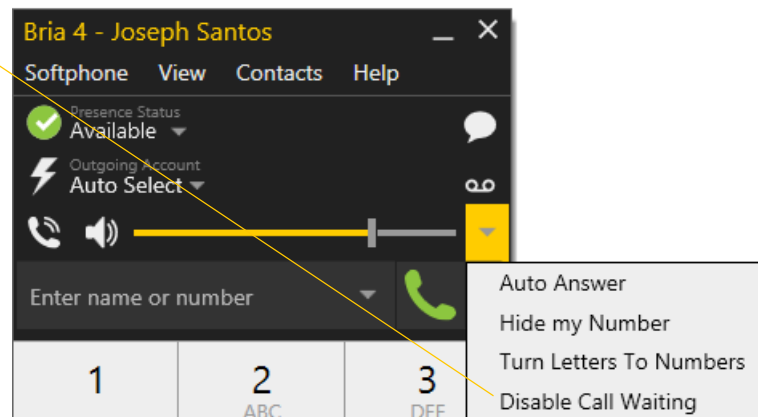 Bria 4 - Joseph Santos
Softphone View Contacts Help
Presence Status
Available
Outgoing Account
Auto Select
Enter name or number
Auto Answer
Hide my Number
Turn Letters To Numbers
Disable Call Waiting
1 2 3
ABC DEF